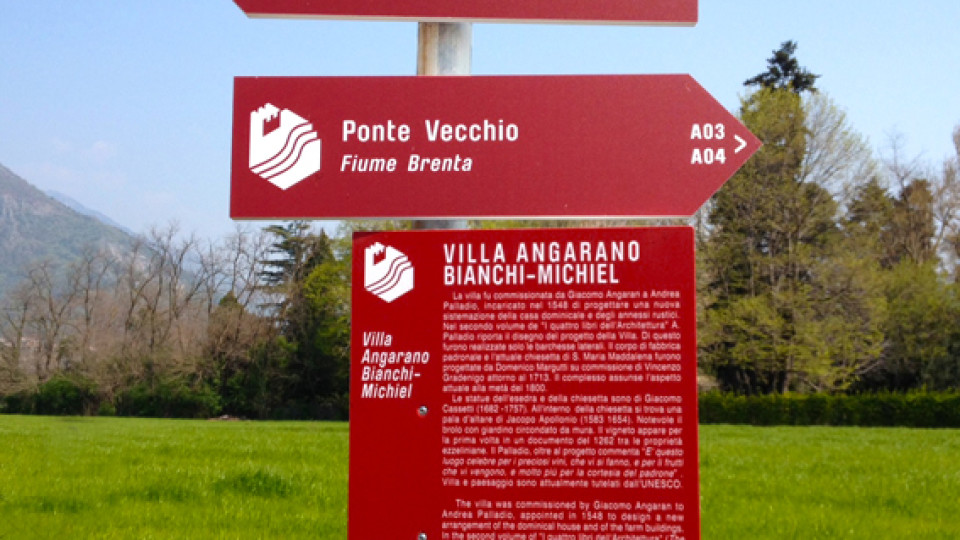 Ponte Vecchio
Fiume Brenta
A03
A04
>
VILLA ANGARANO
BIANCHI-MICHIEL
Villa
Angarano
Bianchi-
Michiel
La villa fu commissionata da Giacomo Angaran a Andrea
Palladio, incaricato nel 1548 di progettare una nuova
sistemazione della casa dominicale e degli annessi rustici.
Nel secondo volume de "I quattro libri dell'Architettura" A.
Palladio riporta il disegno del progetto della Villa. Di questo
furono realizzate solo le barchesse laterali. Il corpo di fabbrica
padronale e l'attuale chiesetta di S. Maria Maddalena furono
progettate da Domenico Margutti su commissione di Vincenzo
Gradenigo attorno al 1713. Il complesso assunse l'aspetto
attuale alla metà del 1800.
Le statue dell'esedra e della chiesetta sono di Giacomo
Cassetti (1682 -1757). All'interno della chiesetta si trova una
pala d'altare di Jacopo Apollonio (1583 1654). Notevole il
brolo con giardino circondato da mura. Il vigneto appare per
la prima volta in un documento del 1262 tra le proprietà
ezzeliniane. Il Palladio, oltre al progetto commenta "E' questo
luogo celebre per i preciosi vini, che vi si fanno, e per li frutti
che vi vengono, e molto più per la cortesia del padrone".
Villa e paesaggio sono attualmente tutelati dall'UNESCO.
The villa was commissioned by Giacomo Angaran to
Andrea Palladio, appointed in 1548 to design a new
arrangement of the dominical house and of the farm buildings.
In the second volume of "I quattro libri dell'Architettura" (The